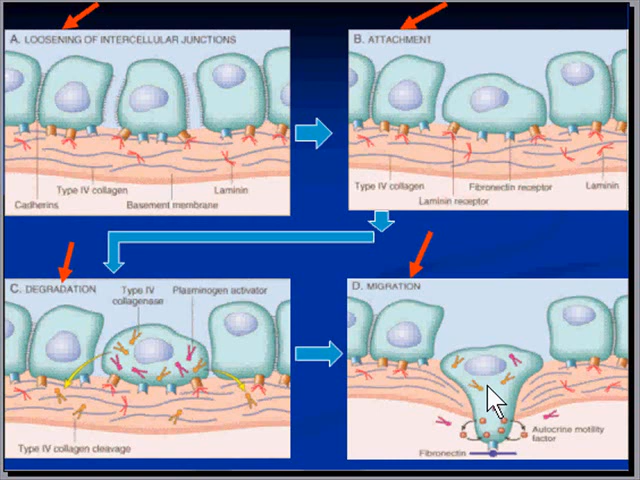 A. LOOSENING OF INTERCELLULAR JUNCTIONS
Type IV collagen
Laminin
Cadherins
Basement membrane
B. ATTACHMENT
Type IV collagen
Fibronectin receptor
Laminin
Laminin receptor
C. DEGRADATION
Type IV
collagenase
Plasminogen activator
Type IV collagen cleavage
D. MIGRATION
Autocrine motility
factor
Fibronectin